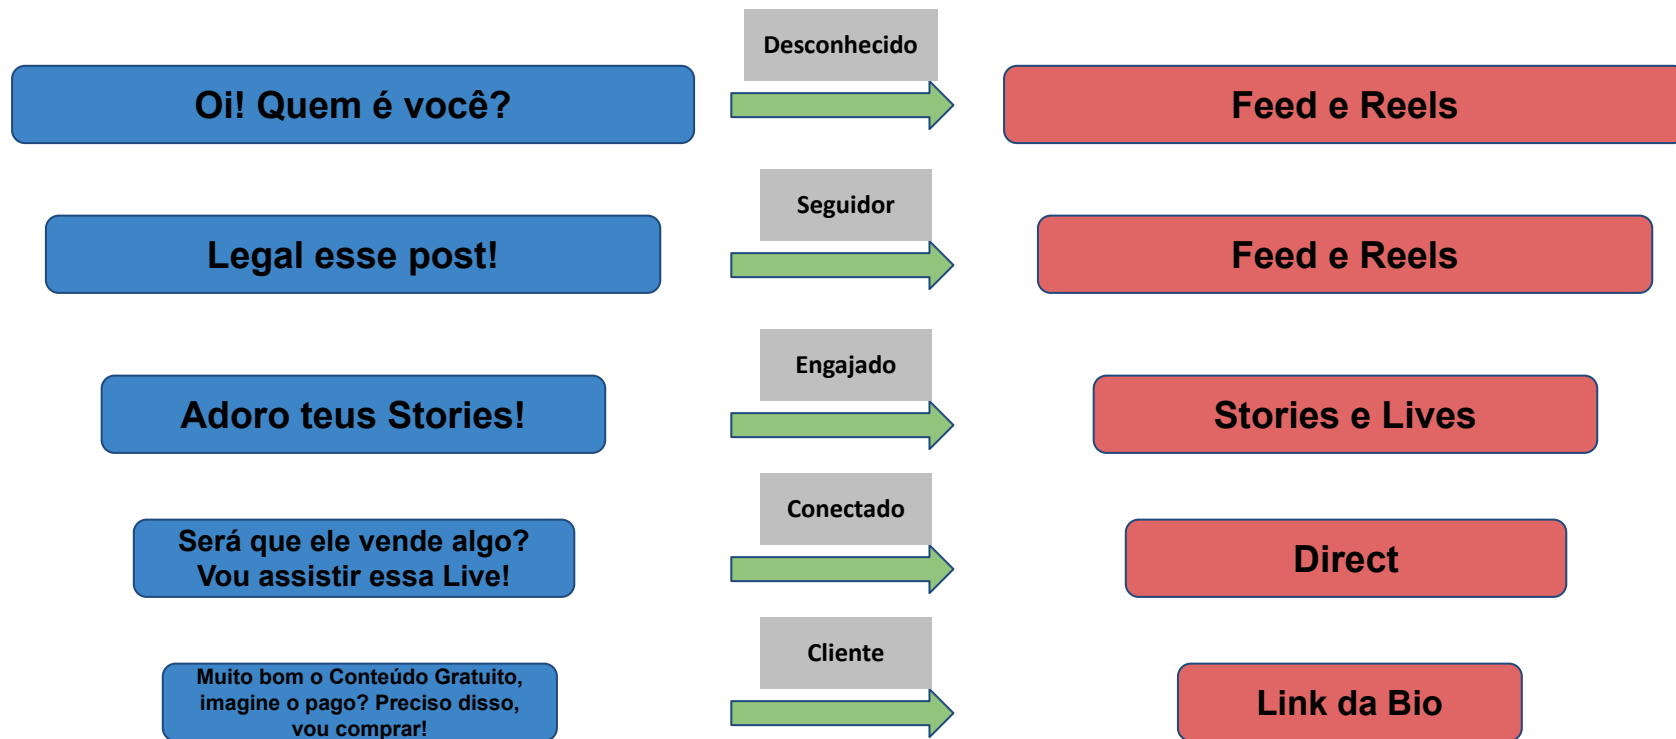 Desconhecido
Oi! Quem é você?
Feed e Reels
Seguidor
Legal esse post!
Feed e Reels
Engajado
Adoro teus Stories!
Stories e Lives
Conectado
Será que ele vende algo?
Vou assistir essa Live!
Direct
Cliente
Muito bom o Conteúdo Gratuito,
imagine o pago? Preciso disso,
vou comprar!
Link da Bio